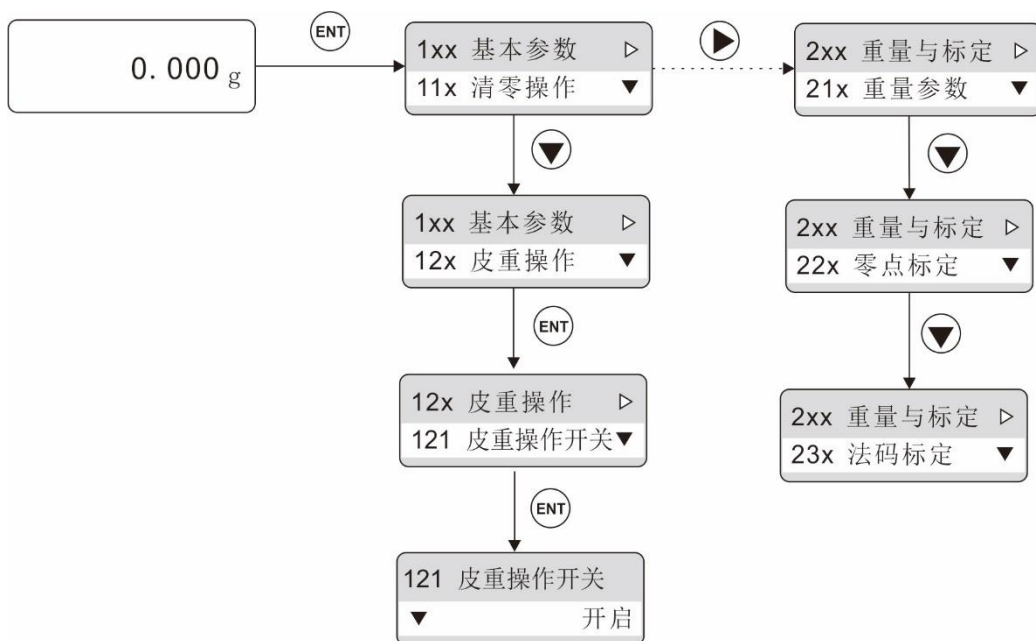 0.000 g
ENT
1xx 基本参数
11x 清零操作
2xx 重量与标定
21x 重量参数
1xx 基本参数
12x 皮重操作
2xx 重量与标定
22x 零点标定
ENT
12x 皮重操作
121 皮重操作开关
2xx 重量与标定
23x 法码标定
ENT
121 皮重操作开关
开启